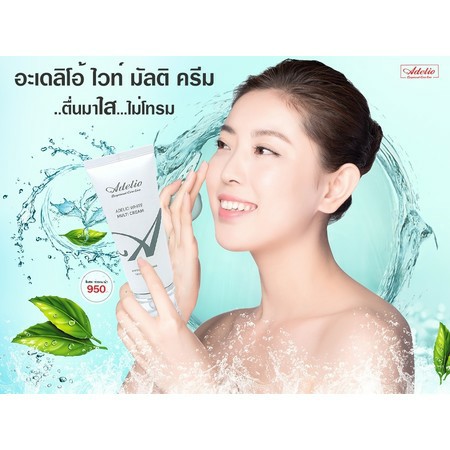 อะเดลิโอ้ ไวท์ มัลติ ครีม
..ตื่นมาใส...ไม่โทรม
Adelio
Adelio
ADELIO WHITE
MULTI CREAM
950